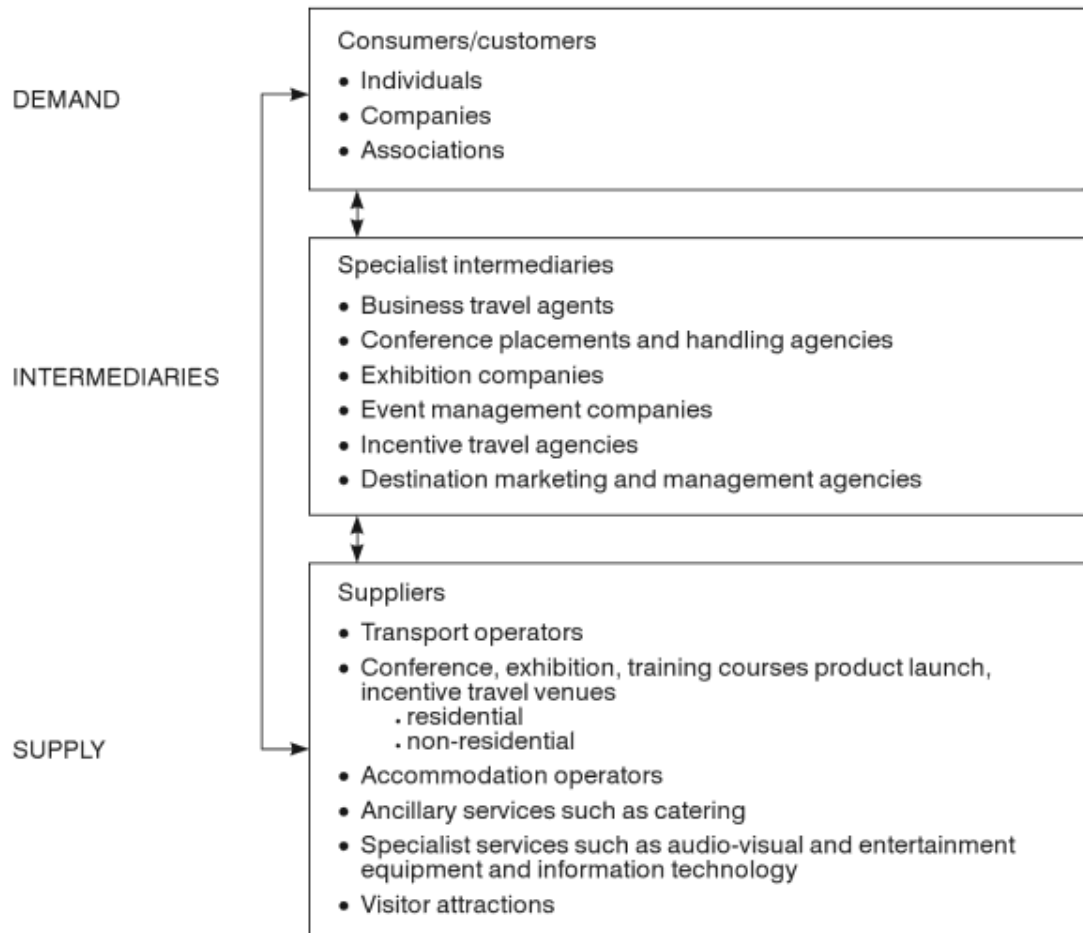 DEMAND
Consumers/customers
• Individuals
• Companies
• Associations
INTERMEDIARIES
Specialist intermediaries
• Business travel agents
• Conference placements and handling agencies
• Exhibition companies
• Event management companies
• Incentive travel agencies
• Destination marketing and management agencies
SUPPLY
Suppliers
• Transport operators
• Conference, exhibition, training courses product launch,
incentive travel venues
• residential
• non-residential
• Accommodation operators
• Ancillary services such as catering
• Specialist services such as audio-visual and entertainment
equipment and information technology
• Visitor attractions